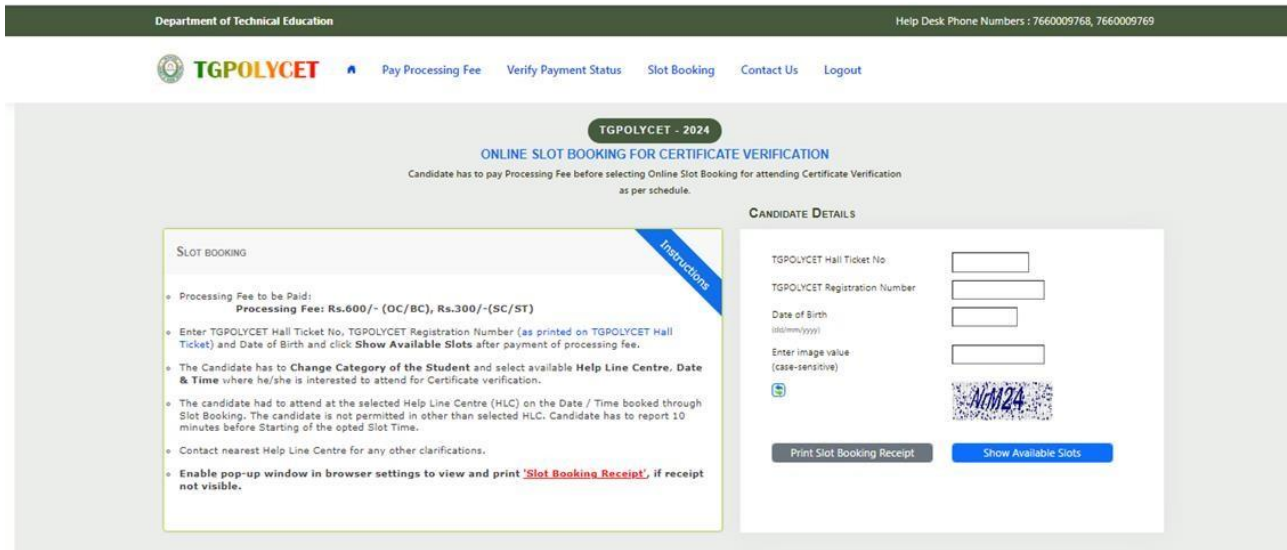 Department of Technical Education
Help Desk Phone Numbers : 7660009768, 7660009769
TGPOLYCET
Pay Processing Fee
Verify Payment Status
Slot Booking
Contact Us
Logout
TGPOLYCET - 2024
ONLINE SLOT BOOKING FOR CERTIFICATE VERIFICATION
Candidate has to pay Processing Fee before selecting Online Slot Booking for attending Certificate Verification
as per schedule.
SLOT BOOKING
Instructions
Processing Fee to be Paid:
Processing Fee: Rs.600/- (OC/BC), Rs.300/-(SC/ST)
Enter TGPOLYCET Hall Ticket No, TGPOLYCET Registration Number (as printed on TGPOLYCET Hall
Ticket) and Date of Birth and click Show Available Slots after payment of processing fee.
The Candidate has to Change Category of the Student and select available Help Line Centre, Date
& Time where he/she is interested to attend for Certificate verification.
The candidate had to attend at the selected Help Line Centre (HLC) on the Date / Time booked through
Slot Booking. The candidate is not permitted in other than selected HLC. Candidate has to report 10
minutes before Starting of the opted Slot Time.
Contact nearest Help Line Centre for any other clarifications.
Enable pop-up window in browser settings to view and print 'Slot Booking Receipt', if receipt
not visible.
CANDIDATE DETAILS
TGPOLYCET Hall Ticket No
TGPOLYCET Registration Number
Date of Birth
(dd/mm/yyyy)
Enter image value
(case-sensitive)
NrM24
Print Slot Booking Receipt
Show Available Slots